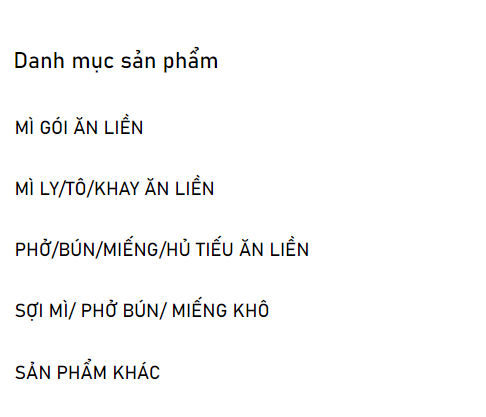 Danh mục sản phẩm
MÌ GÓI ĂN LIỀN
MÌ LY/TÔ/KHAY ĂN LIỀN
PHỞ/BÚN/MIẾNG/HỦ TIẾU ĂN LIỀN
SỢI MÌ/ PHỞ BÚN/ MIẾNG KHÔ
SẢN PHẨM KHÁC